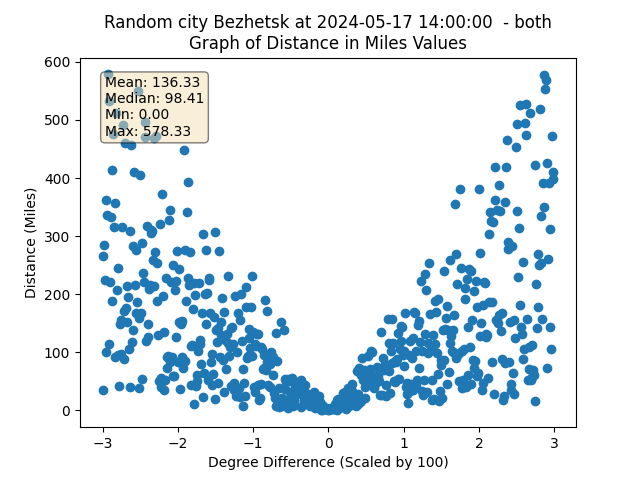 Random city Bezhetsk at 2024-05-17 14:00:00  - both
Graph of Distance in Miles Values
Mean: 136.33
Median: 98.41
Min: 0.00
Max: 578.33
Distance (Miles)
600
500
400
300
200
100
0
−3
−2
−1
0
1
2
3
Degree Difference (Scaled by 100)